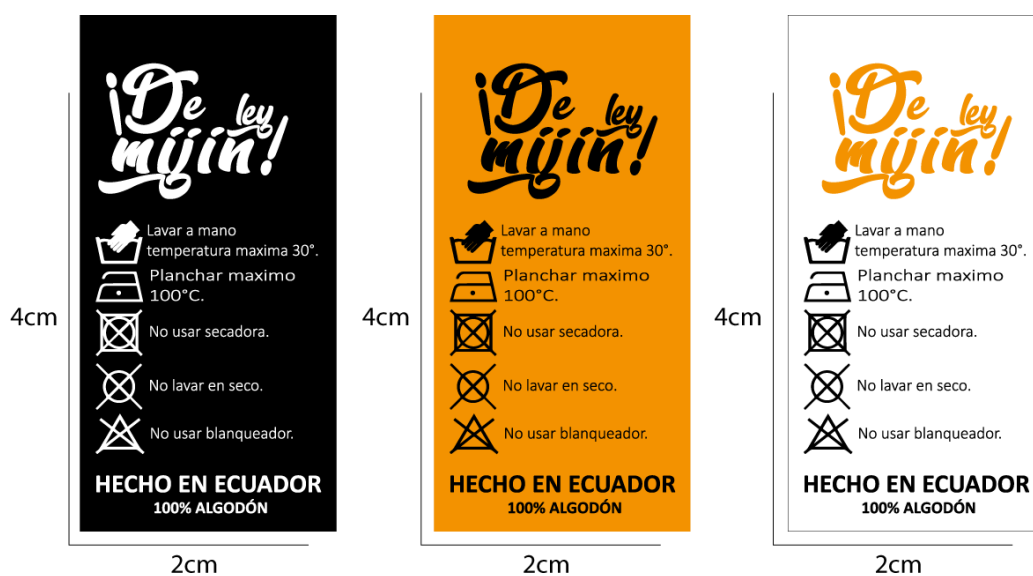 ¡De ley
mijin!
Lavar a mano
temperatura maxima 30°.
Planchar maximo
100°C.
No usar secadora.
No lavar en seco.
No usar blanqueador.
HECHO EN ECUADOR
100% ALGODÓN
4cm
2cm
¡De ley
mijin!
Lavar a mano
temperatura maxima 30°.
Planchar maximo
100°C.
No usar secadora.
No lavar en seco.
No usar blanqueador.
HECHO EN ECUADOR
100% ALGODÓN
4cm
2cm
¡De ley
mijin!
Lavar a mano
temperatura maxima 30°.
Planchar maximo
100°C.
No usar secadora.
No lavar en seco.
No usar blanqueador.
HECHO EN ECUADOR
100% ALGODÓN
4cm
2cm